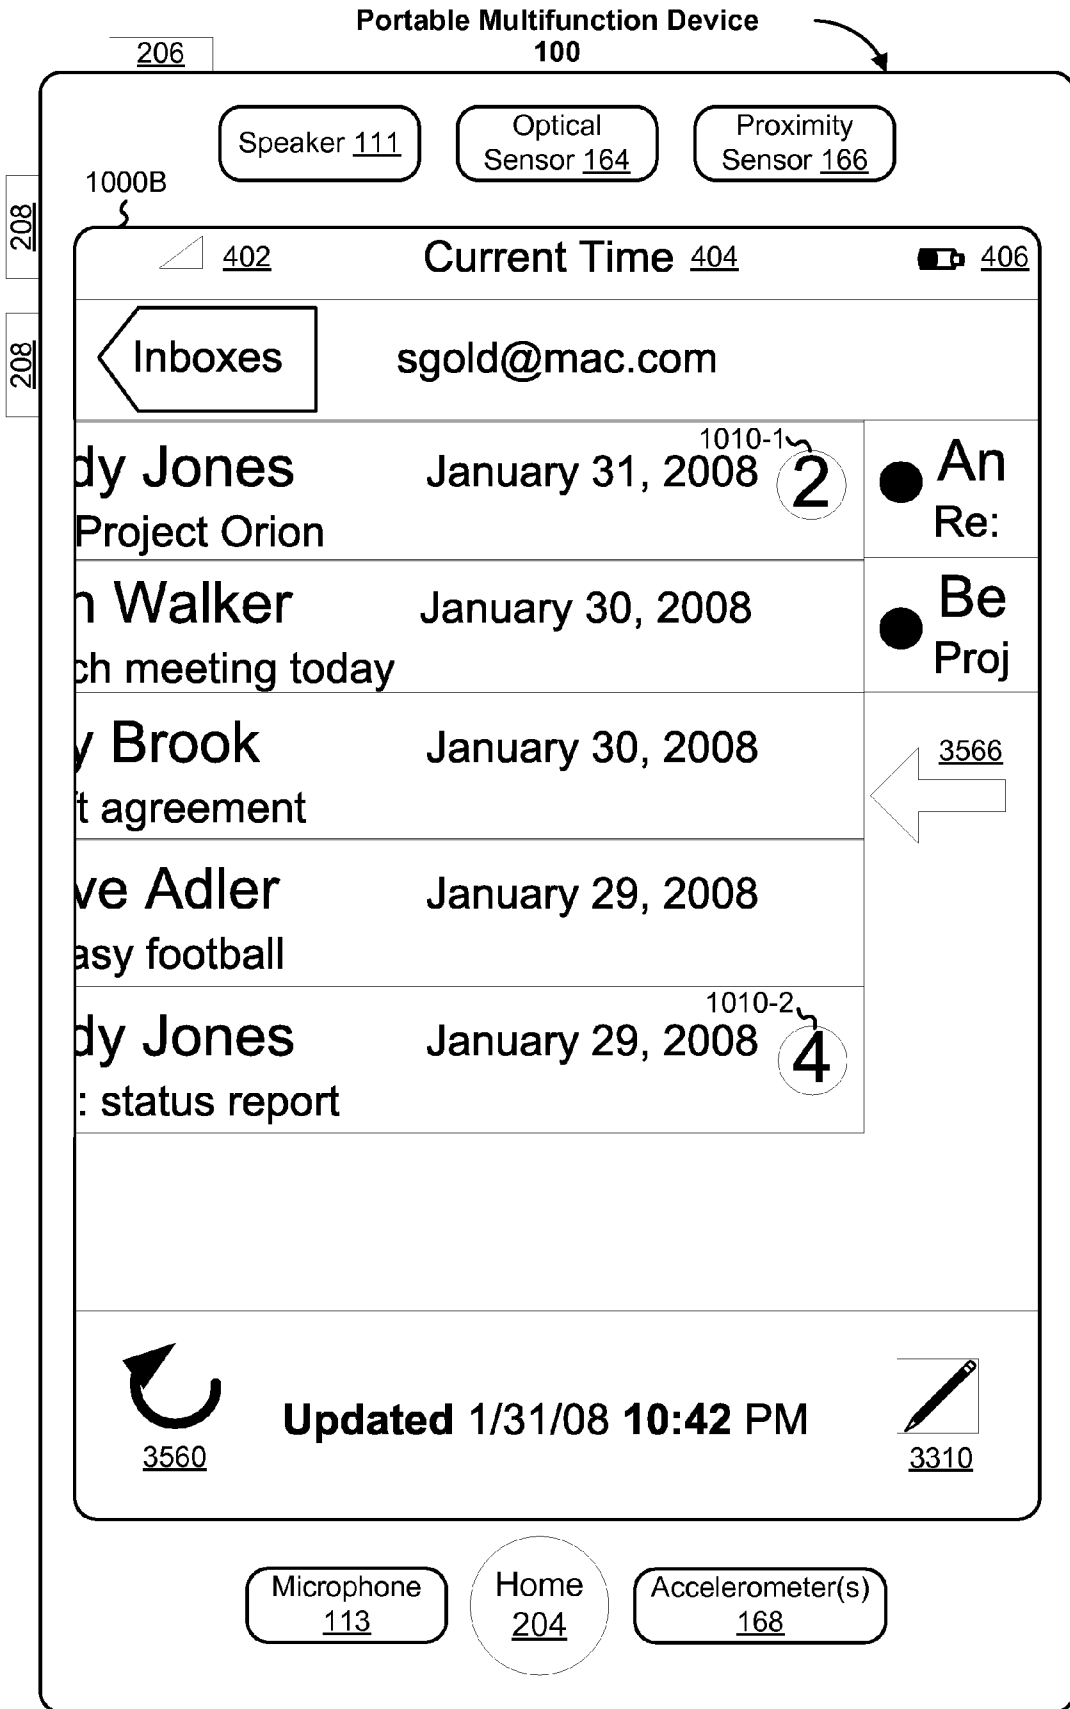 Portable Multifunction Device
100
206
Speaker 111
Optical
Sensor 164
Proximity
Sensor 166
1000B
208
208
402
Current Time 404
406
Inboxes
sgold@mac.com
dy Jones
January 31, 2008
1010-1
2
Project Orion
An
Re:
n Walker
January 30, 2008
ch meeting today
Be
Proj
y Brook
January 30, 2008
ft agreement
3566
ve Adler
January 29, 2008
asy football
dy Jones
January 29, 2008
1010-2
4
: status report
3560
Updated 1/31/08 10:42 PM
3310
Microphone
113
Home
204
Accelerometer(s)
168